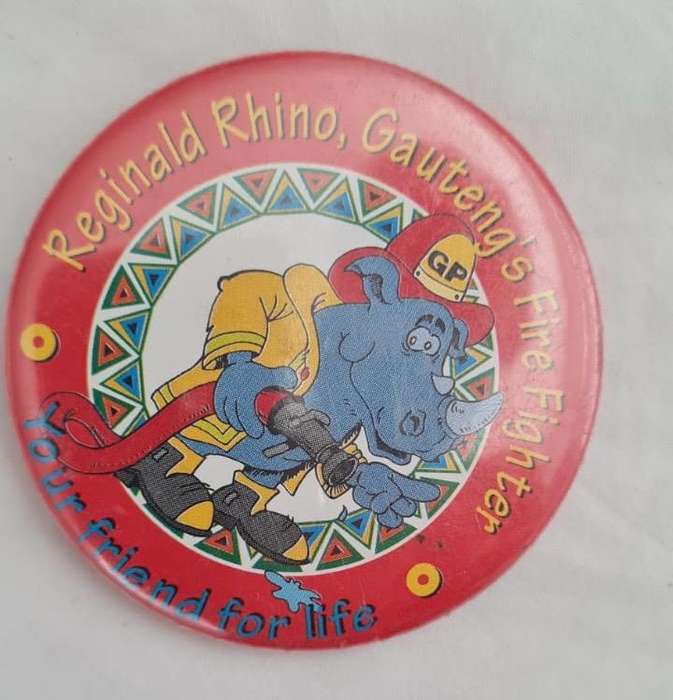 Reginald Rhino, Gauteng's Fire Fighter
GP
Your friend for life